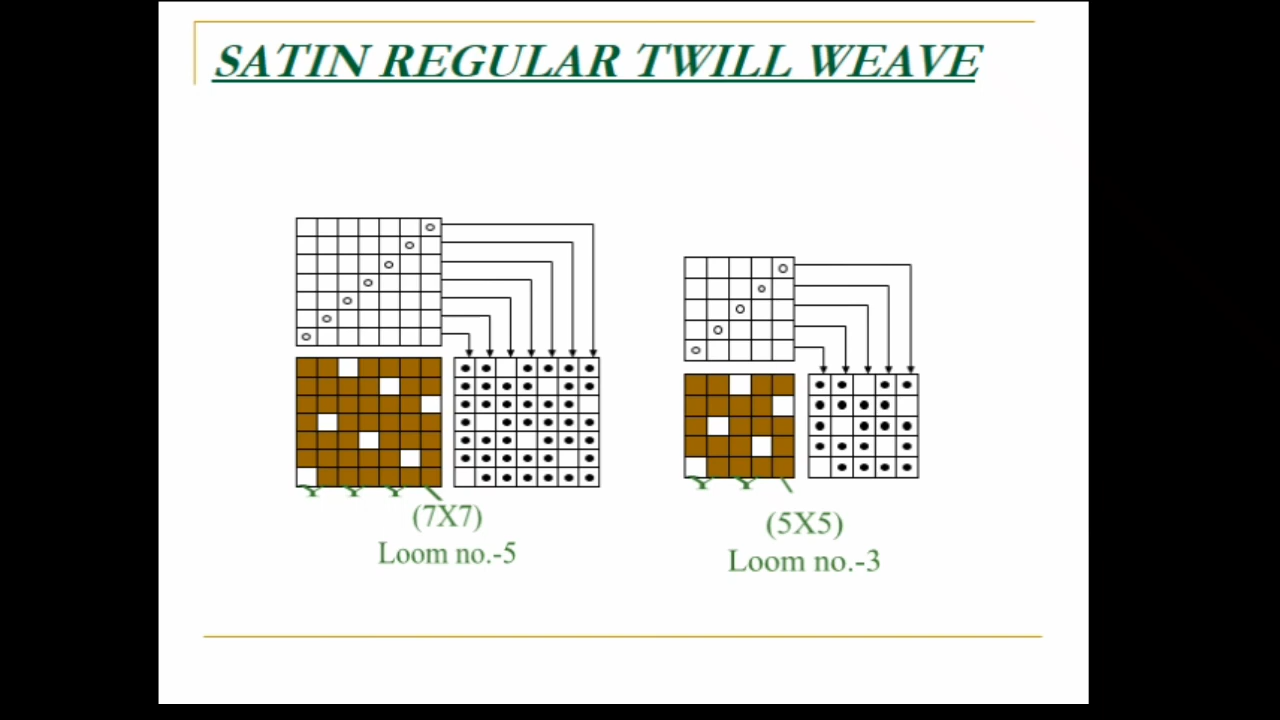 SATIN REGULAR TWILL WEAVE
(7X7)
Loom no.-5
(5X5)
Loom no.-3